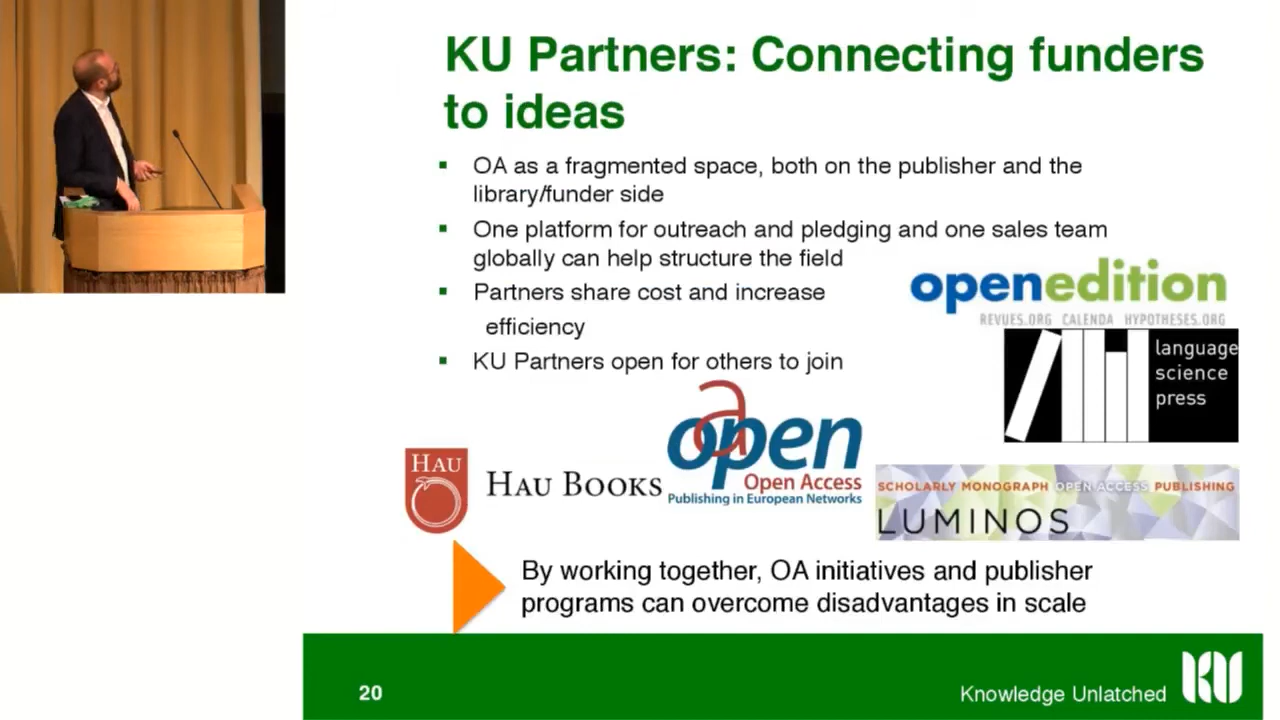 KU Partners: Connecting funders
to ideas
OA as a fragmented space, both on the publisher and the
library/funder side
One platform for outreach and pledging and one sales team
globally can help structure the field
Partners share cost and increase
efficiency
KU Partners open for others to join
openedition
REVUES.ORG CALENDA HYPOTHESES.ORG
language
science
press
HAU
HAU BOOKS
open
Open Access
Publishing in European Networks
SCHOLARLY MONOGRAPH OPEN ACCESS PUBLISHING
LUMINOS
By working together, OA initiatives and publisher
programs can overcome disadvantages in scale
20
Knowledge Unlatched
KU